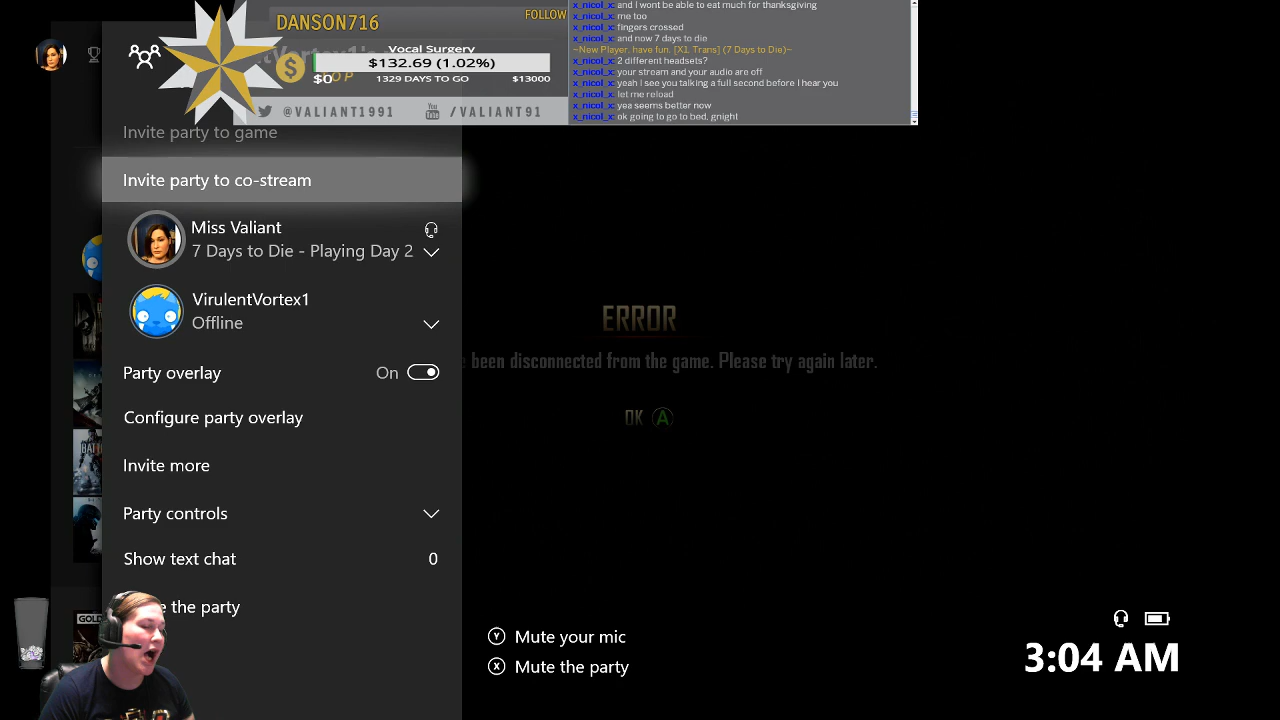 DANSON716
FOLLOW
Vocal Surgery
$132.69 (1.02%)
$0
1329 DAYS TO GO
$13000
@VALIANT1991
You Tube /VALIANT91
x_nicol_x: and I wont be able to eat much for thanksgiving
x_nicol_x: me too
x_nicol_x: fingers crossed
x_nicol_x: and now 7 days to die
~New Player, have fun. [X1, Trans] (7 Days to Die)~
x_nicol_x: 2 different headsets?
x_nicol_x: your stream and your audio are off
x_nicol_x: yeah I see you talking a full second before I hear you
x_nicol_x: let me reload
x_nicol_x: yea seems better now
x_nicol_x: ok going to go to bed, gnight
Invite party to game
Invite party to co-stream
Miss Valiant
7 Days to Die - Playing Day 2
VirulentVortex1
Offline
Party overlay On
Configure party overlay
Invite more
Party controls
Show text chat 0
the party
ERROR
been disconnected from the game. Please try again later.
OK A
GOLD
Y Mute your mic
X Mute the party
3:04 AM